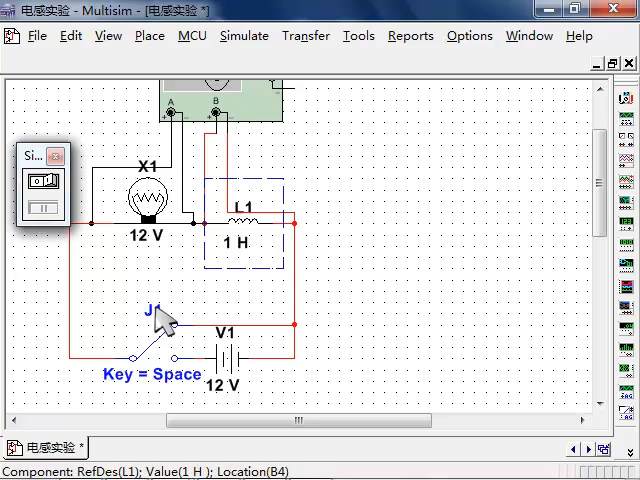 电感实验 - Multisim - [电感实验 *]
File Edit View Place MCU Simulate Transfer Tools Reports Options Window Help
A B
Si...
X1
L1
12 V
1 H
J1
V1
Key = Space
12 V
电感实验 *
Component: RefDes(L1); Value(1 H ); Location(B4)